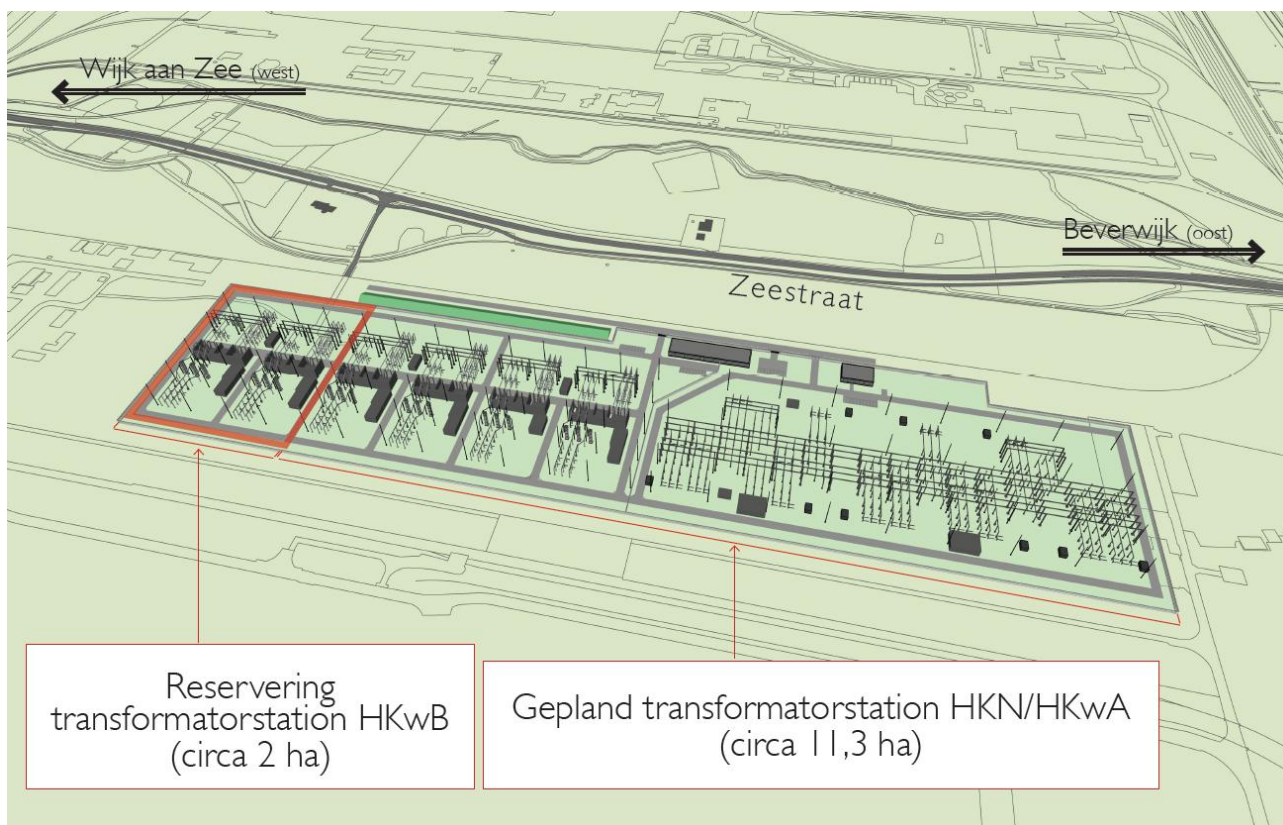 Wijk aan Zee (west)
Beverwijk (oost)
Zeestraat
Reservering
transformatorstation HKwB
(circa 2 ha)
Gepland transformatorstation HKN/HKwA
(circa 11,3 ha)